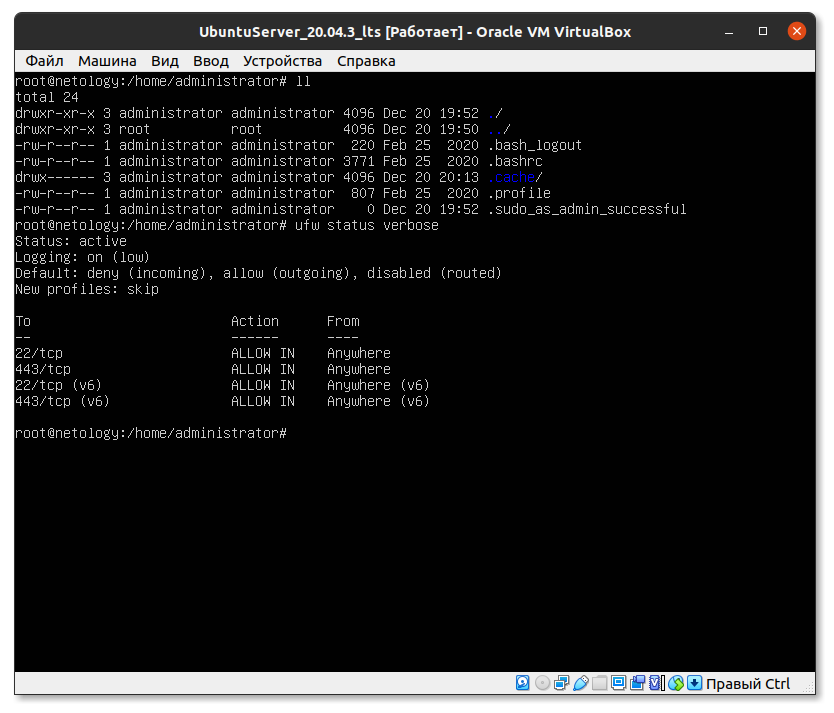 UbuntuServer_20.04.3_lts [Работает] - Oracle VM VirtualBox
Файл Машина Вид Ввод Устройства Справка
root@netology:/home/administrator# ll
total 24
drwxr-xr-x 3 administrator administrator 4096 Dec 20 19:52 ./
drwxr-xr-x 3 root          root          4096 Dec 20 19:50 ../
-rw-r--r-- 1 administrator administrator  220 Feb 25  2020 .bash_logout
-rw-r--r-- 1 administrator administrator 3771 Feb 25  2020 .bashrc
drwx------ 3 administrator administrator 4096 Dec 20 20:13 .cache/
-rw-r--r-- 1 administrator administrator  807 Feb 25  2020 .profile
-rw-r--r-- 1 administrator administrator    0 Dec 20 19:52 .sudo_as_admin_successful
root@netology:/home/administrator# ufw status verbose
Status: active
Logging: on (low)
Default: deny (incoming), allow (outgoing), disabled (routed)
New profiles: skip
To                         Action      From
--                         ------      ----
22/tcp                     ALLOW IN    Anywhere
443/tcp                    ALLOW IN    Anywhere
22/tcp (v6)                ALLOW IN    Anywhere (v6)
443/tcp (v6)               ALLOW IN    Anywhere (v6)
root@netology:/home/administrator#
Правый Ctrl